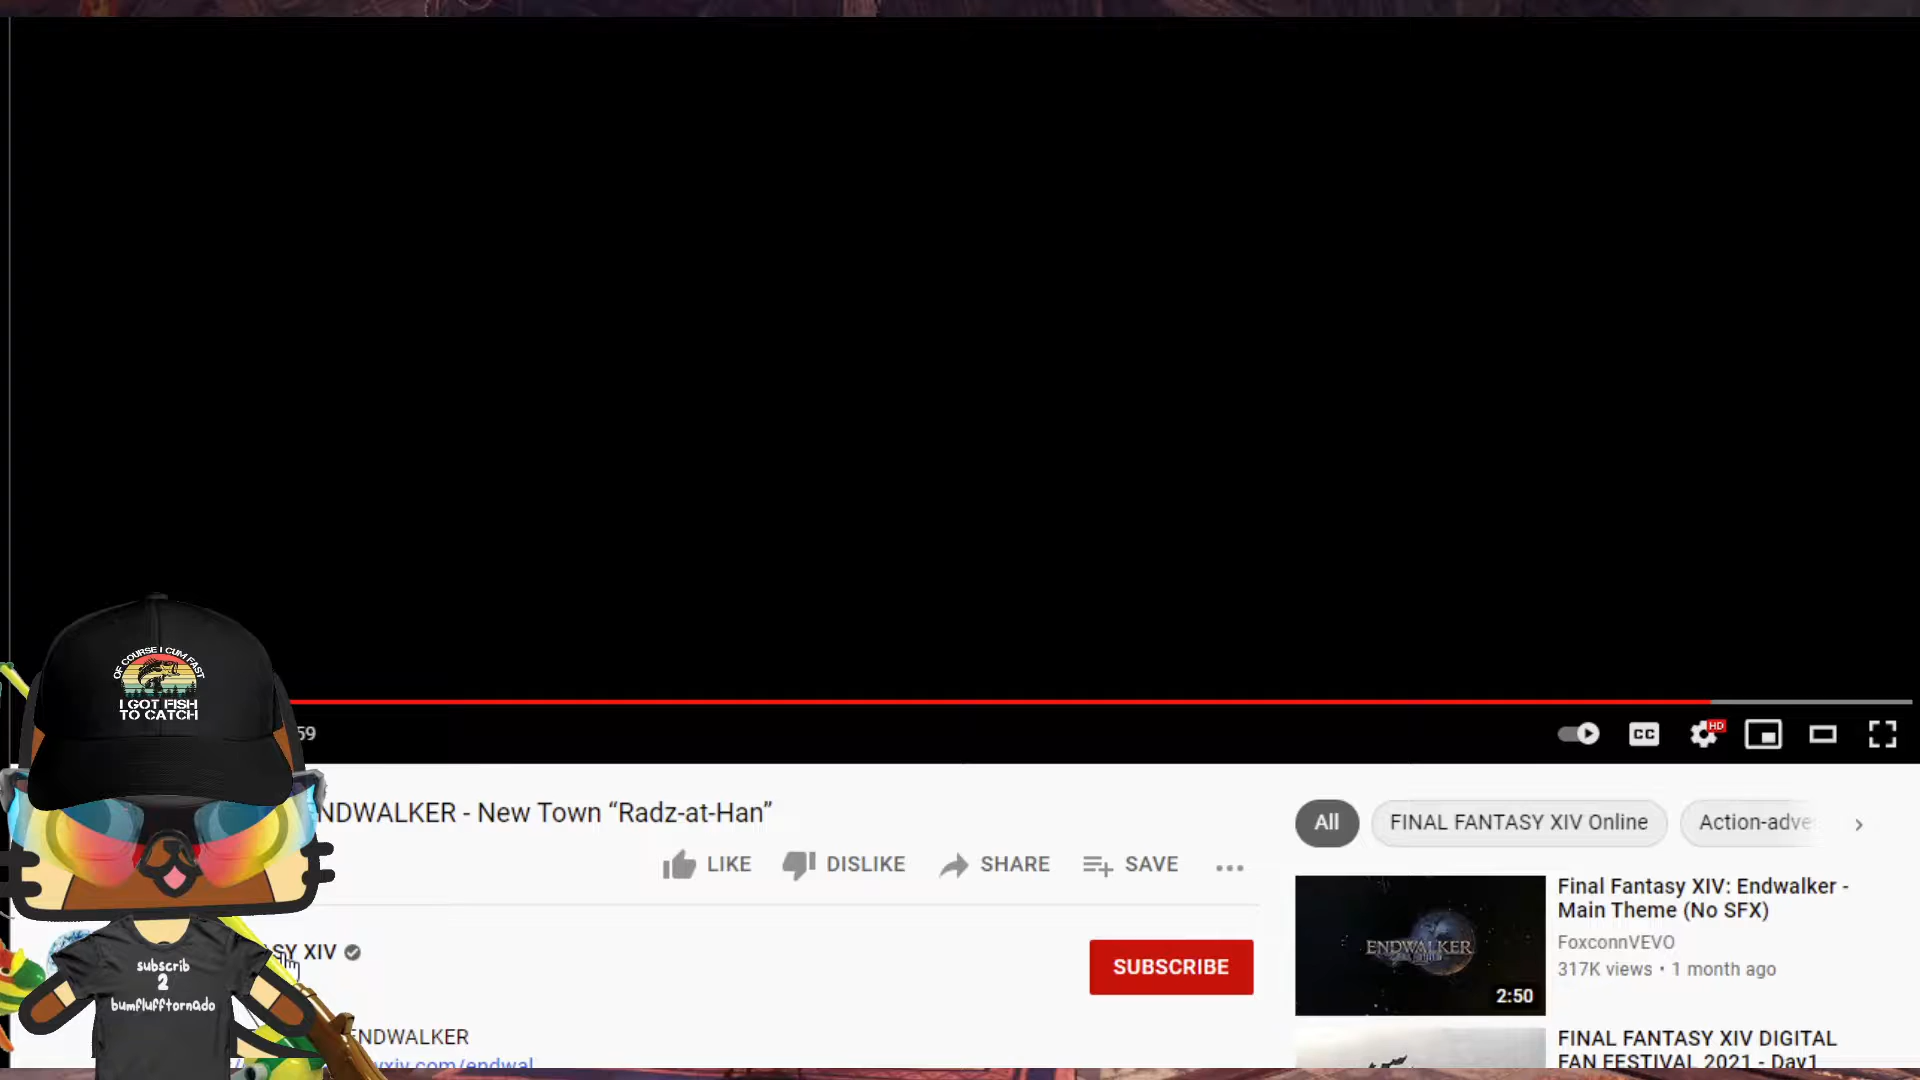 OF COURSE I CUM FAST
I GOT FISH
TO CATCH
59
CC
HD
NDWALKER - New Town “Radz-at-Han”
LIKE
DISLIKE
SHARE
SAVE
SY XIV
SUBSCRIBE
subscrib
2
bumflufftornado
ENDWALKER
All
FINAL FANTASY XIV Online
Action-adve
ENDWALKER
2:50
Final Fantasy XIV: Endwalker -
Main Theme (No SFX)
FoxconnVEVO
317K views • 1 month ago
FINAL FANTASY XIV DIGITAL
FAN FESTIVAL 2021 - Day1